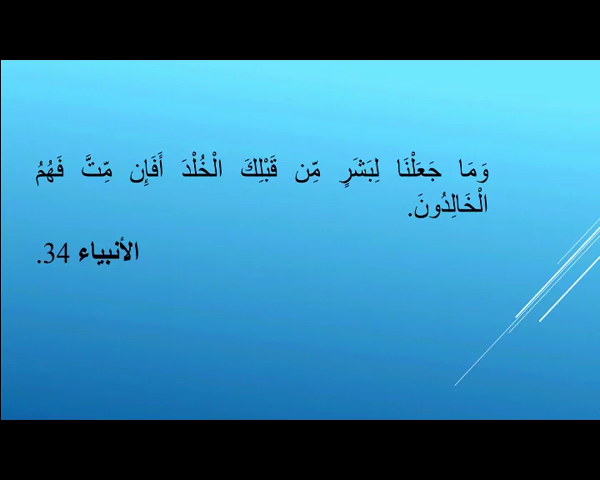 وَمَا جَعَلْنَا لِبَشَرٍ مِّن قَبْلِكَ الْخُلْدَ أَفَإِن مِّتَّ فَهُمُ
الْخَالِدُونَ.
الأنبياء 34.